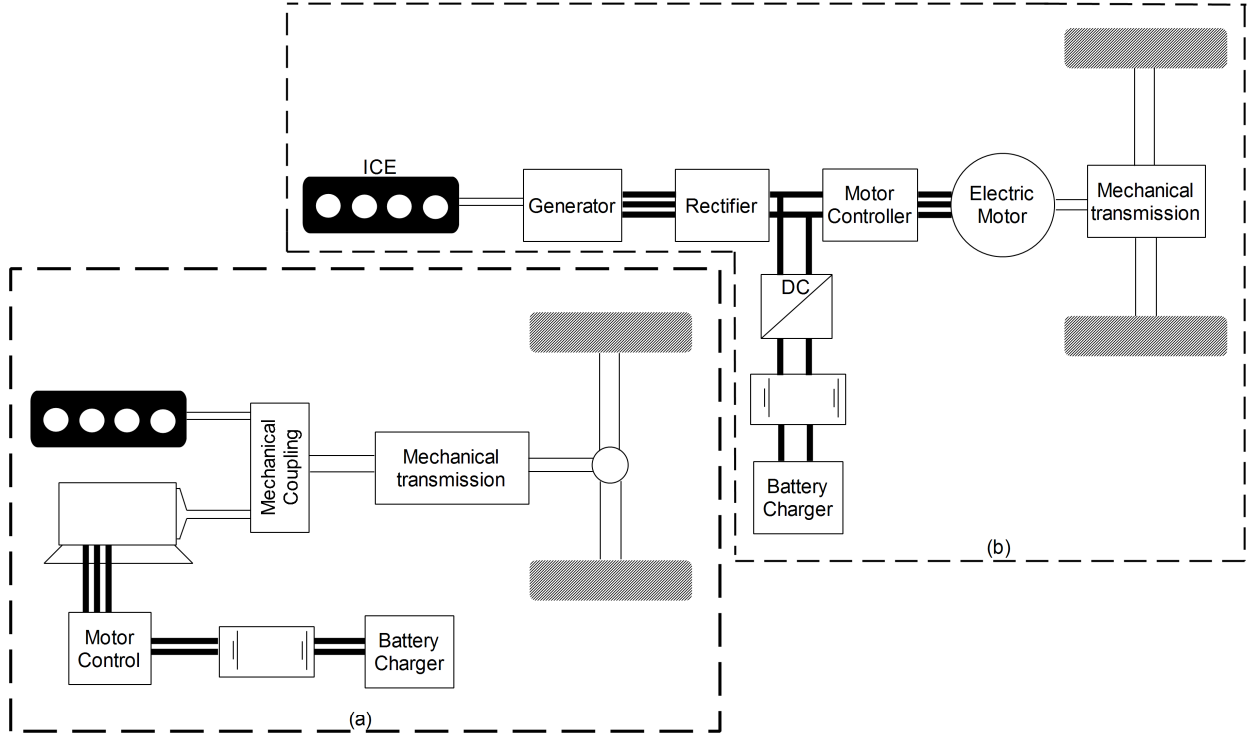 ICE
Generator
Rectifier
Motor
Controller
Electric
Motor
Mechanical
transmission
DC
Battery
Charger
(b)
Mechanical
Coupling
Mechanical
transmission
Motor
Control
Battery
Charger
(a)